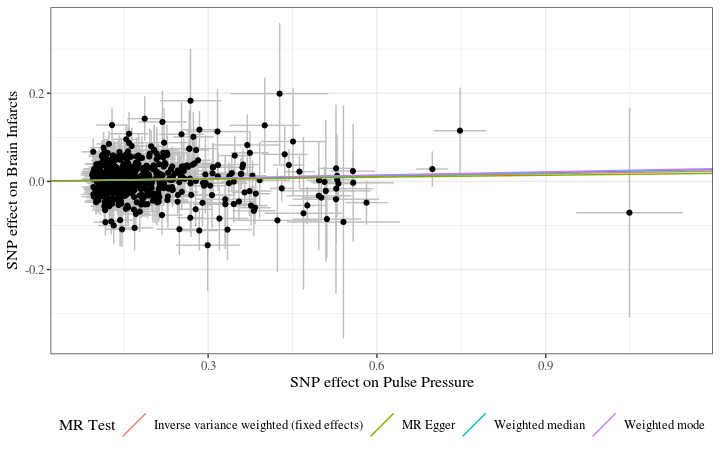 SNP effect on Brain Infarcts
0.2
0.0
-0.2
0.3
0.6
0.9
SNP effect on Pulse Pressure
MR Test
Inverse variance weighted (fixed effects)
MR Egger
Weighted median
Weighted mode